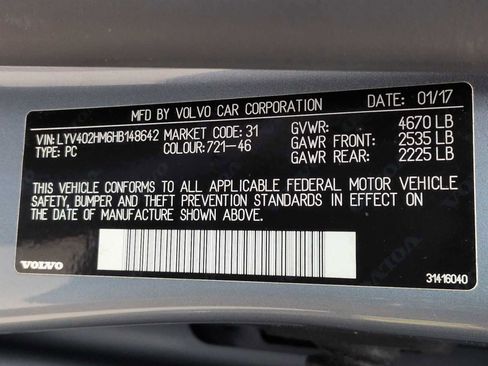 MFD BY VOLVO CAR CORPORATION DATE: 01/17
VIN: LYV402HM6HB148642 MARKET CODE: 31 GVWR: 4670 LB
TYPE: PC COLOUR: 721-46 GAWR FRONT: 2535 LB
GAWR REAR: 2225 LB
THIS VEHICLE CONFORMS TO ALL APPLICABLE FEDERAL MOTOR VEHICLE
SAFETY, BUMPER AND THEFT PREVENTION STANDARDS IN EFFECT ON
THE DATE OF MANUFACTURE SHOWN ABOVE.
VOLVO 31416040